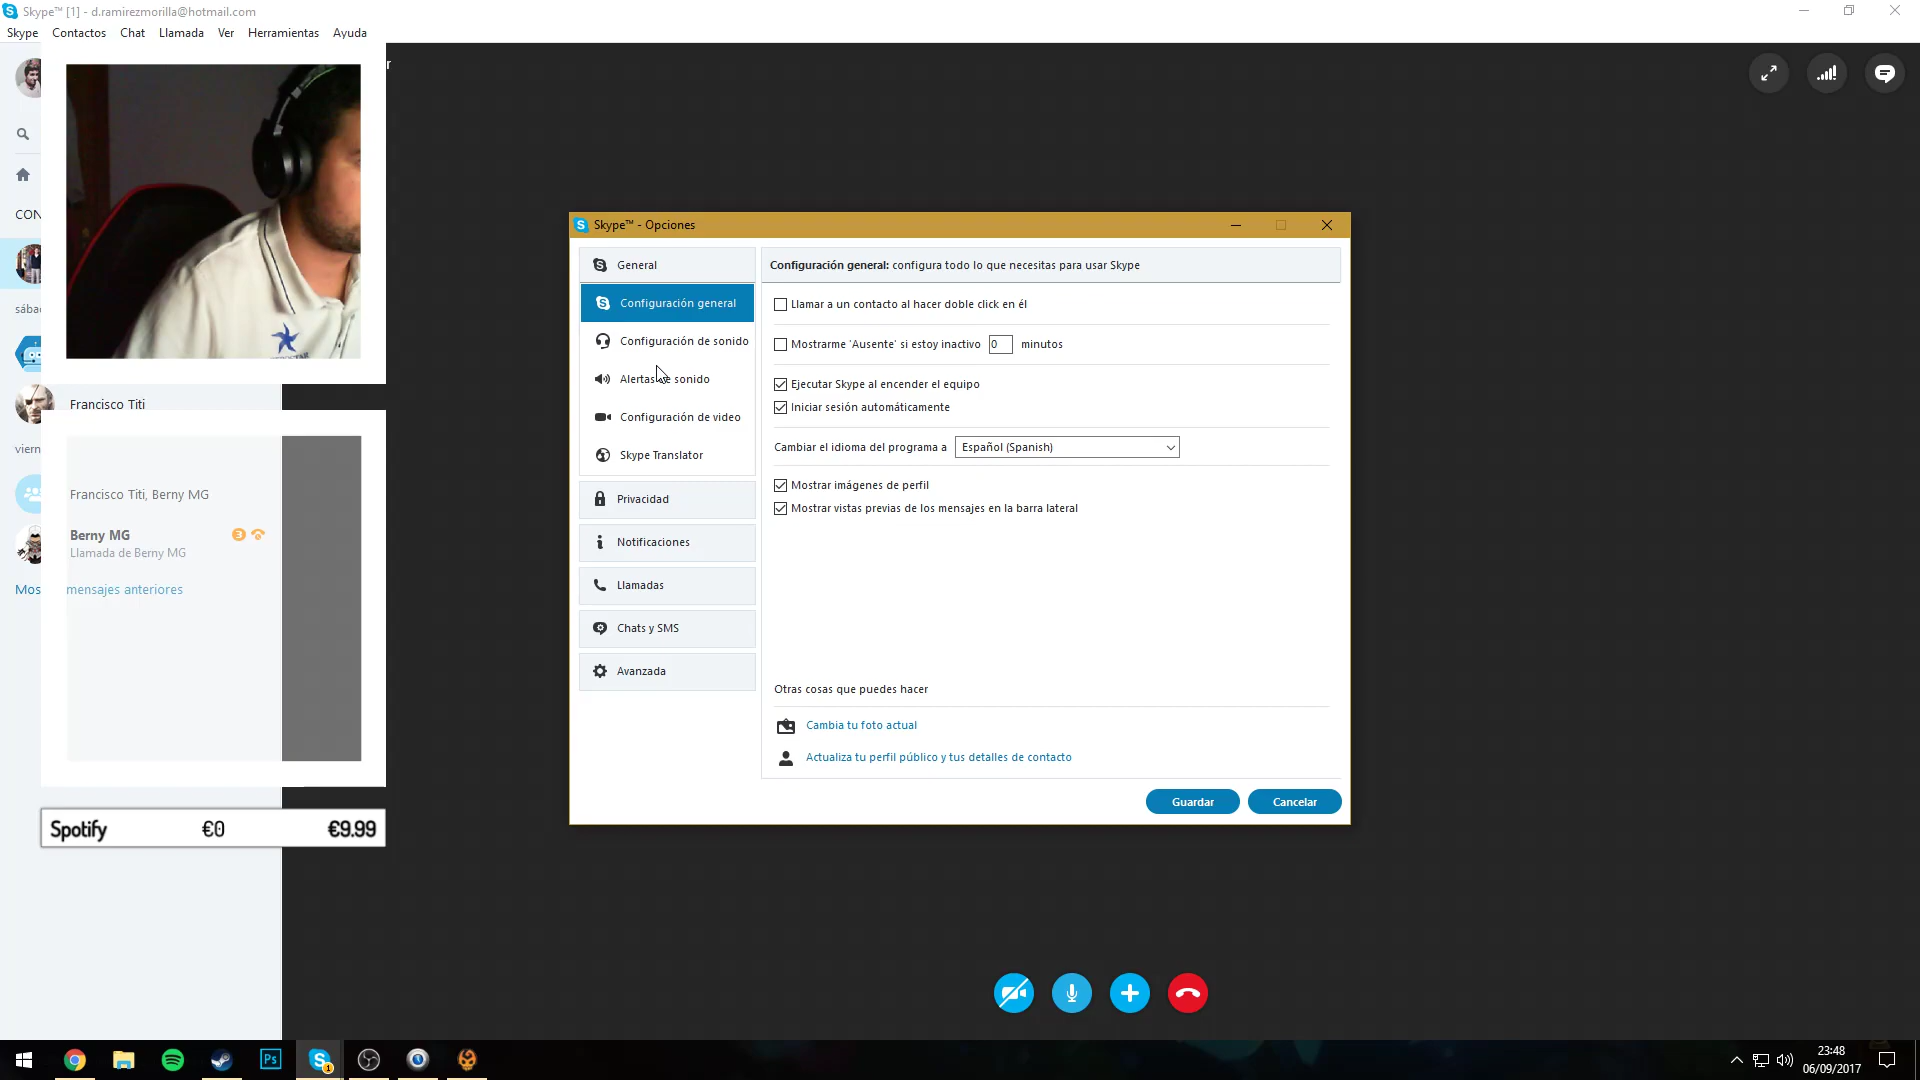 Skype™ [1] - d.ramirezmorilla@hotmail.com
Skype Contactos Chat Llamada Ver Herramientas Ayuda
r
CON
sába
Francisco Titi
viern
Francisco Titi, Berny MG
Berny MG 3
Llamada de Berny MG
Mos mensajes anteriores
Spotify €0 €9.99
Skype™ - Opciones
General
Configuración general
Configuración de sonido
Alertas de sonido
Configuración de video
Skype Translator
Privacidad
Notificaciones
Llamadas
Chats y SMS
Avanzada
Configuración general: configura todo lo que necesitas para usar Skype
Llamar a un contacto al hacer doble click en él
Mostrarme 'Ausente' si estoy inactivo 0 minutos
Ejecutar Skype al encender el equipo
Iniciar sesión automáticamente
Cambiar el idioma del programa a Español (Spanish)
Mostrar imágenes de perfil
Mostrar vistas previas de los mensajes en la barra lateral
Otras cosas que puedes hacer
Cambia tu foto actual
Actualiza tu perfil público y tus detalles de contacto
Guardar Cancelar
Ps
1
23:48
06/09/2017